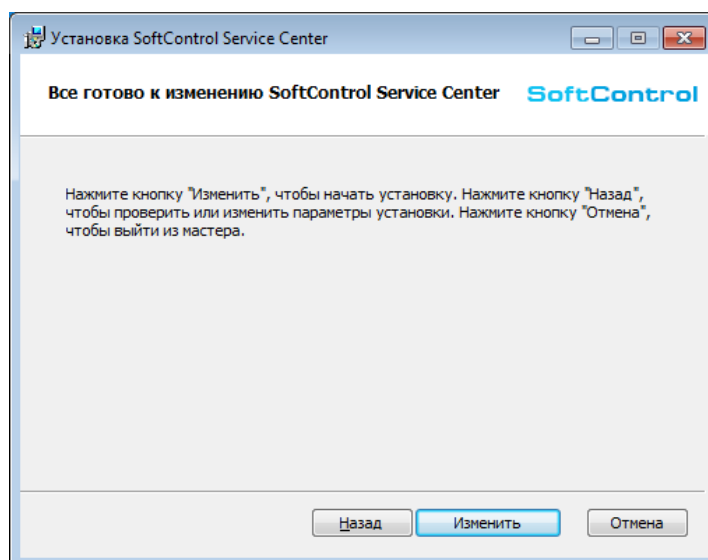 Установка SoftControl Service Center
Все готово к изменению SoftControl Service Center
SoftControl
Нажмите кнопку "Изменить", чтобы начать установку. Нажмите кнопку "Назад",
чтобы проверить или изменить параметры установки. Нажмите кнопку "Отмена",
чтобы выйти из мастера.
Назад
Изменить
Отмена